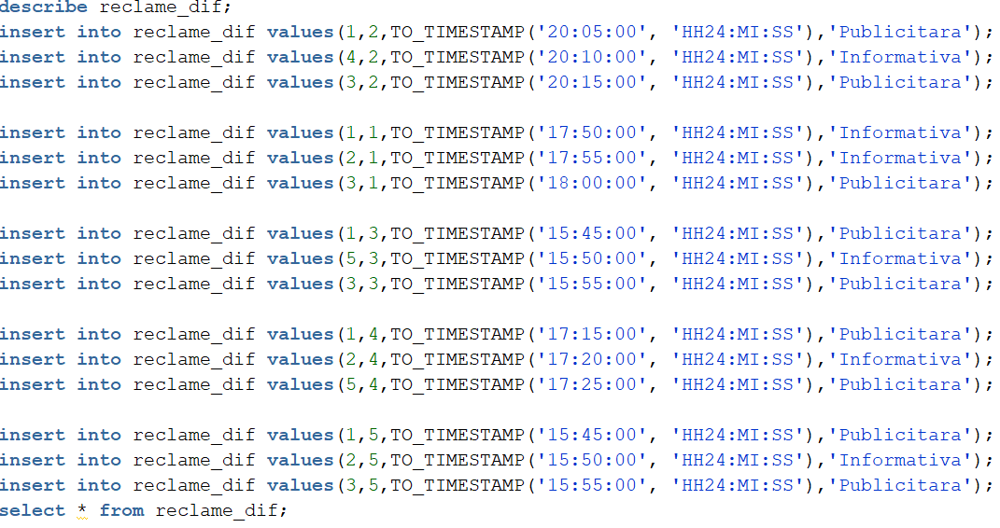 describe reclame_dif;
insert into reclame_dif values(1,2,TO_TIMESTAMP('20:05:00', 'HH24:MI:SS'),'Publicitara');
insert into reclame_dif values(4,2,TO_TIMESTAMP('20:10:00', 'HH24:MI:SS'),'Informativa');
insert into reclame_dif values(3,2,TO_TIMESTAMP('20:15:00', 'HH24:MI:SS'),'Publicitara');
insert into reclame_dif values(1,1,TO_TIMESTAMP('17:50:00', 'HH24:MI:SS'),'Informativa');
insert into reclame_dif values(2,1,TO_TIMESTAMP('17:55:00', 'HH24:MI:SS'),'Informativa');
insert into reclame_dif values(3,1,TO_TIMESTAMP('18:00:00', 'HH24:MI:SS'),'Publicitara');
insert into reclame_dif values(1,3,TO_TIMESTAMP('15:45:00', 'HH24:MI:SS'),'Publicitara');
insert into reclame_dif values(5,3,TO_TIMESTAMP('15:50:00', 'HH24:MI:SS'),'Informativa');
insert into reclame_dif values(3,3,TO_TIMESTAMP('15:55:00', 'HH24:MI:SS'),'Publicitara');
insert into reclame_dif values(1,4,TO_TIMESTAMP('17:15:00', 'HH24:MI:SS'),'Publicitara');
insert into reclame_dif values(2,4,TO_TIMESTAMP('17:20:00', 'HH24:MI:SS'),'Informativa');
insert into reclame_dif values(5,4,TO_TIMESTAMP('17:25:00', 'HH24:MI:SS'),'Publicitara');
insert into reclame_dif values(1,5,TO_TIMESTAMP('15:45:00', 'HH24:MI:SS'),'Publicitara');
insert into reclame_dif values(2,5,TO_TIMESTAMP('15:50:00', 'HH24:MI:SS'),'Informativa');
insert into reclame_dif values(3,5,TO_TIMESTAMP('15:55:00', 'HH24:MI:SS'),'Publicitara');
select * from reclame_dif;